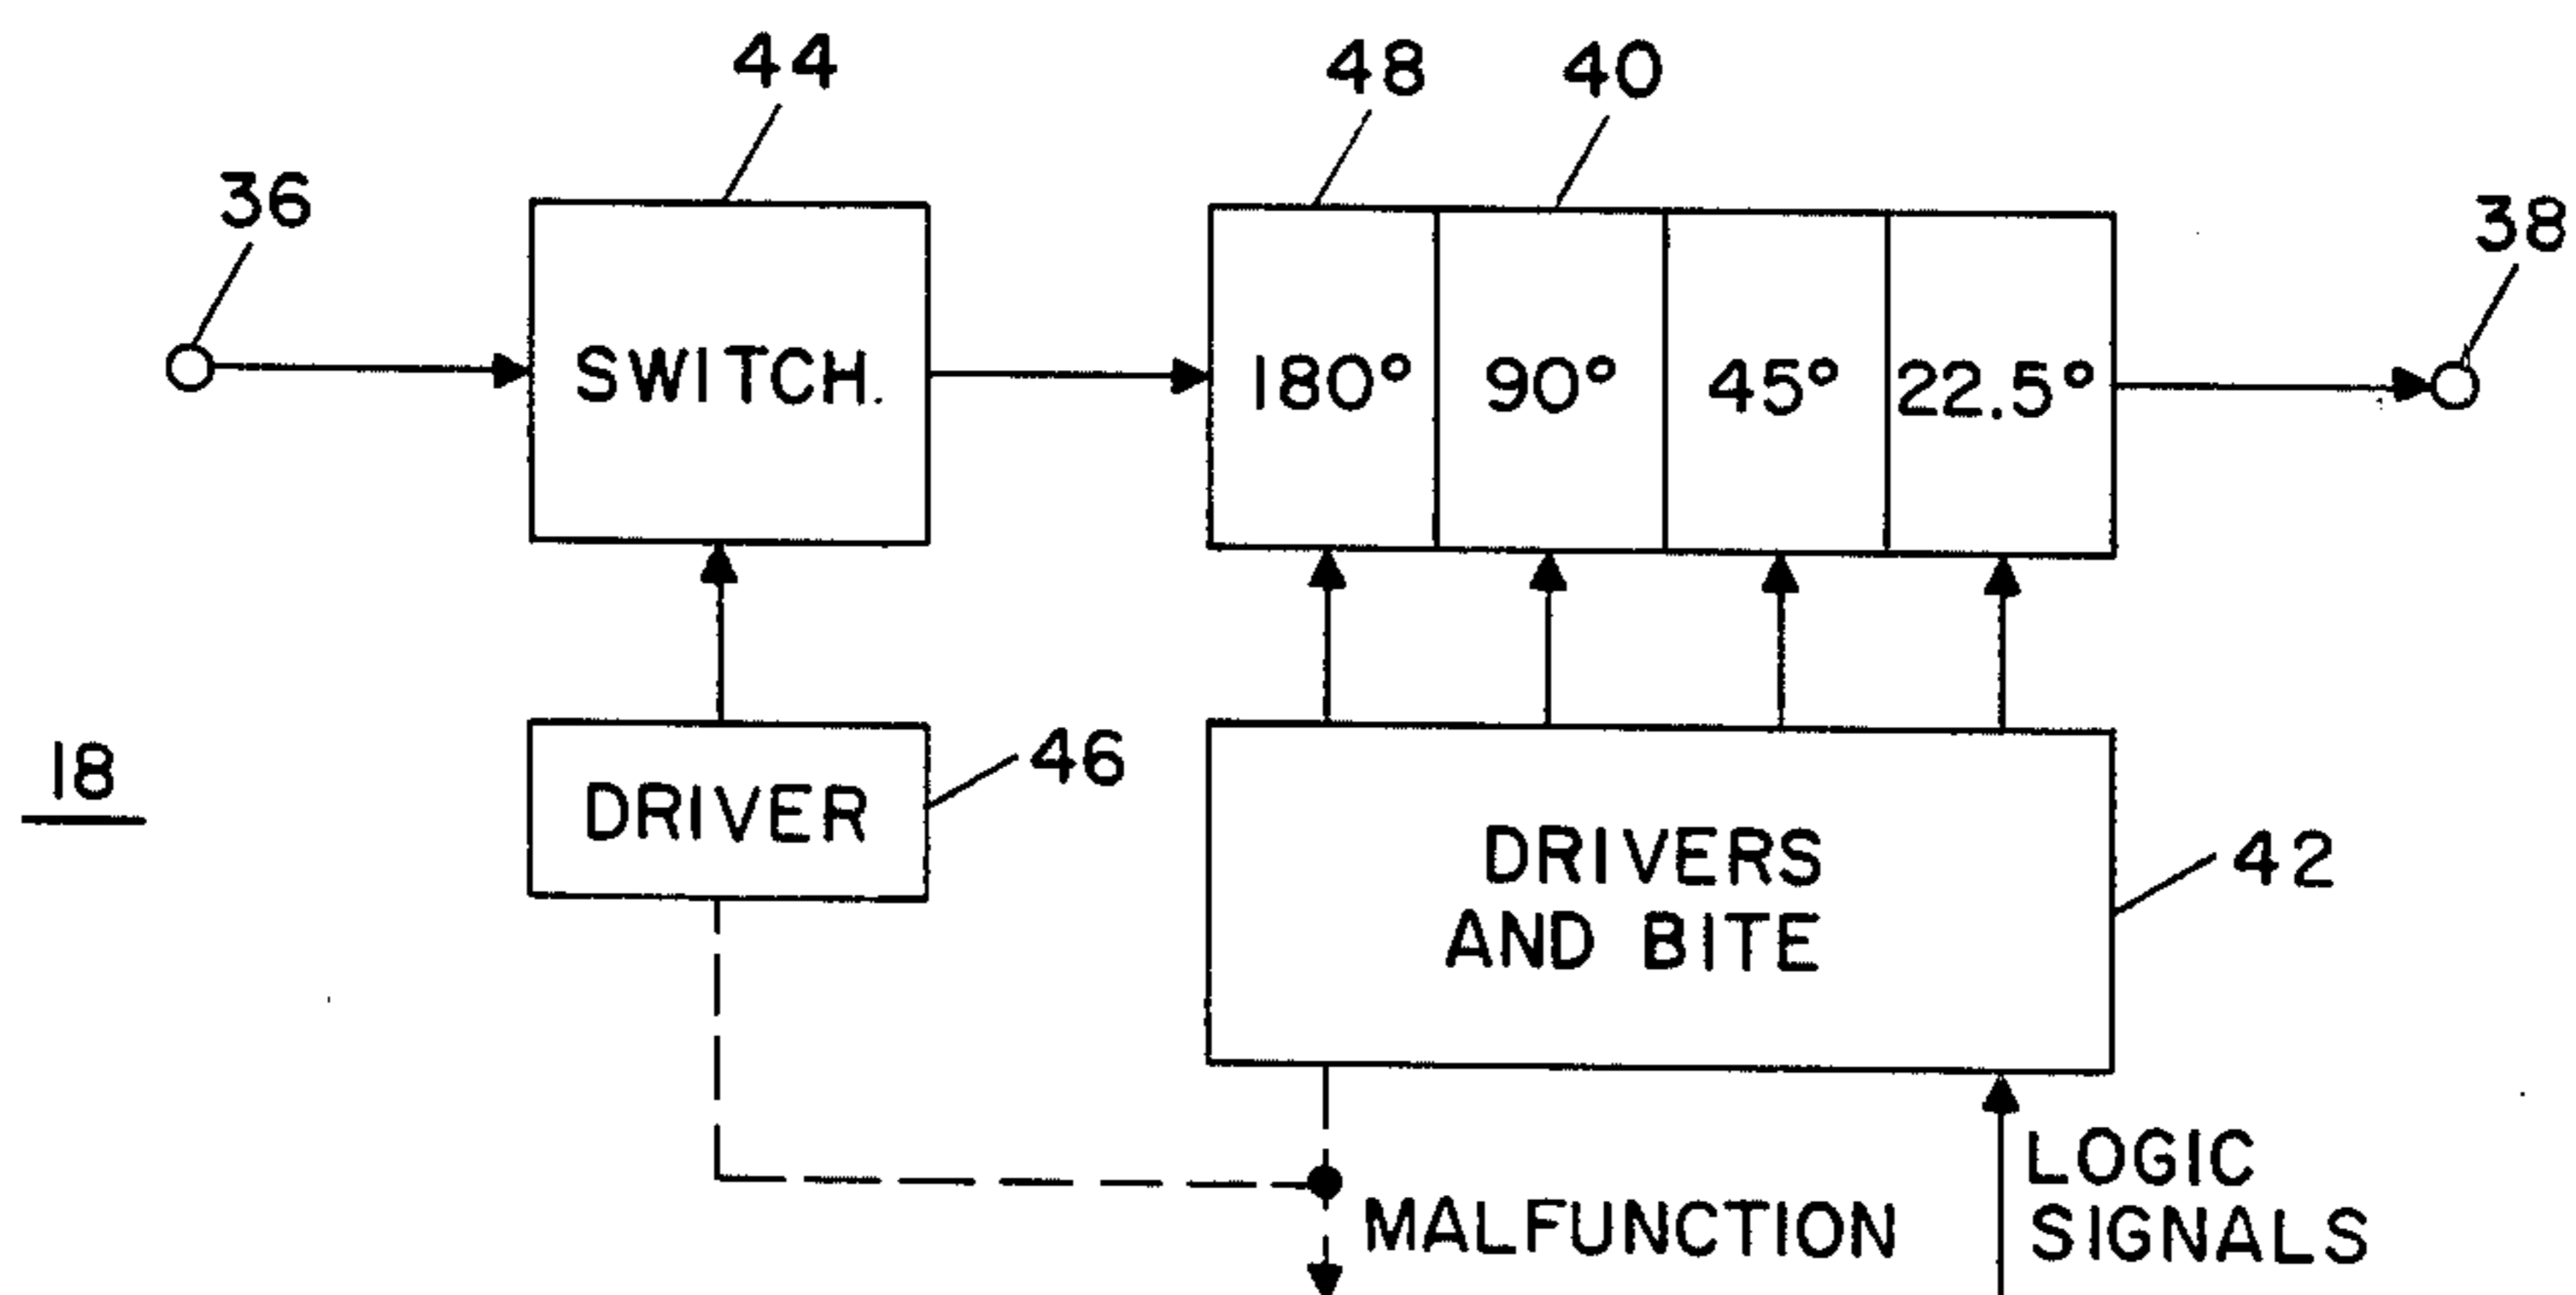 44
48
40
36
38
SWITCH.
180°
90°
45°
22.5°
18
DRIVER
46
DRIVERS
AND BITE
42
MALFUNCTION
LOGIC
SIGNALS